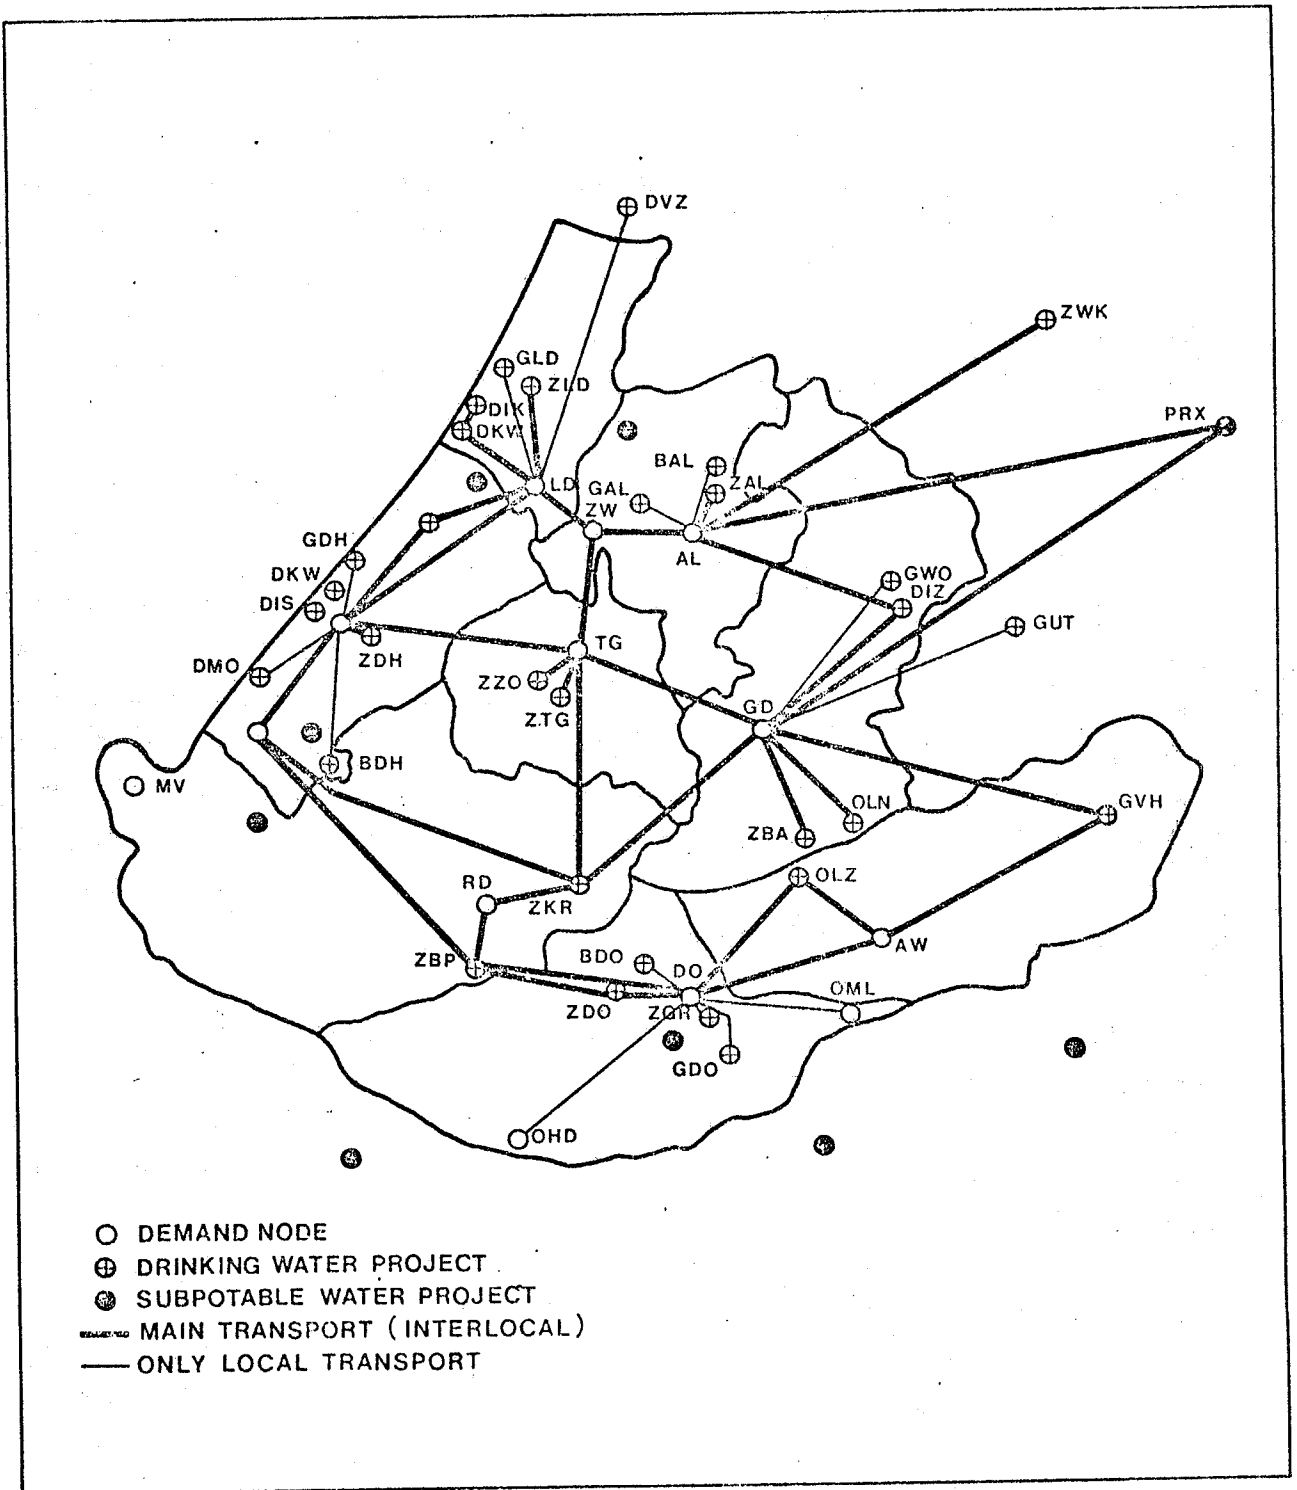 DVZ
ZWK
GLD
ZLD
DIK
DKW
PRX
BAL
ZAL
LD
GAL
ZW
GDH
AL
DKW
GWO
DIZ
DIS
GUT
TG
ZDH
DMO
ZZO
GD
ZTG
BDH
MV
GVH
OLN
ZBA
OLZ
RD
ZKR
AW
BDO
ZBP
DO
OML
ZDO
ZGR
GDO
OHD
DEMAND NODE
DRINKING WATER PROJECT
SUBPOTABLE WATER PROJECT
MAIN TRANSPORT (INTERLOCAL)
ONLY LOCAL TRANSPORT